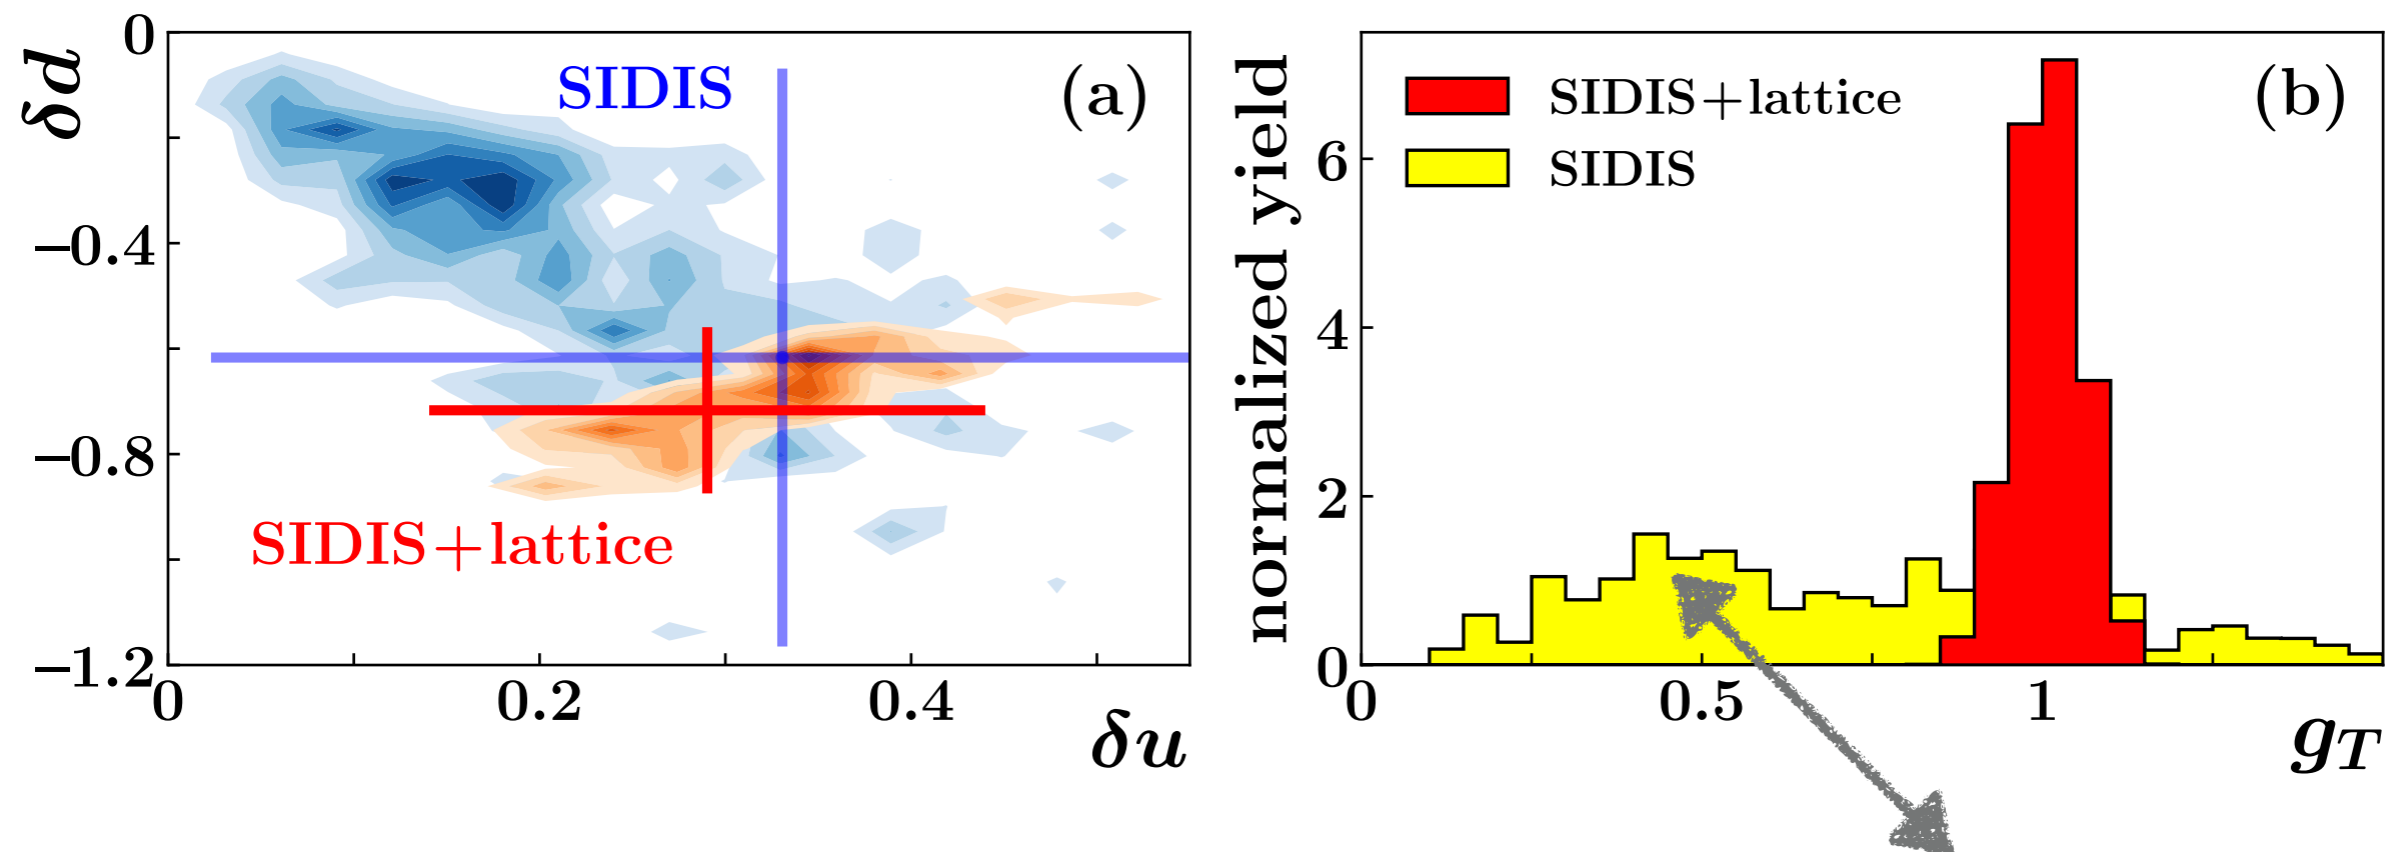 δd
0
−0.4
−0.8
−1.2
0
0.2
0.4
δu
SIDIS
(a)
SIDIS+lattice
normalized yield
6
4
2
0
0
0.5
1
g_T
SIDIS+lattice
SIDIS
(b)